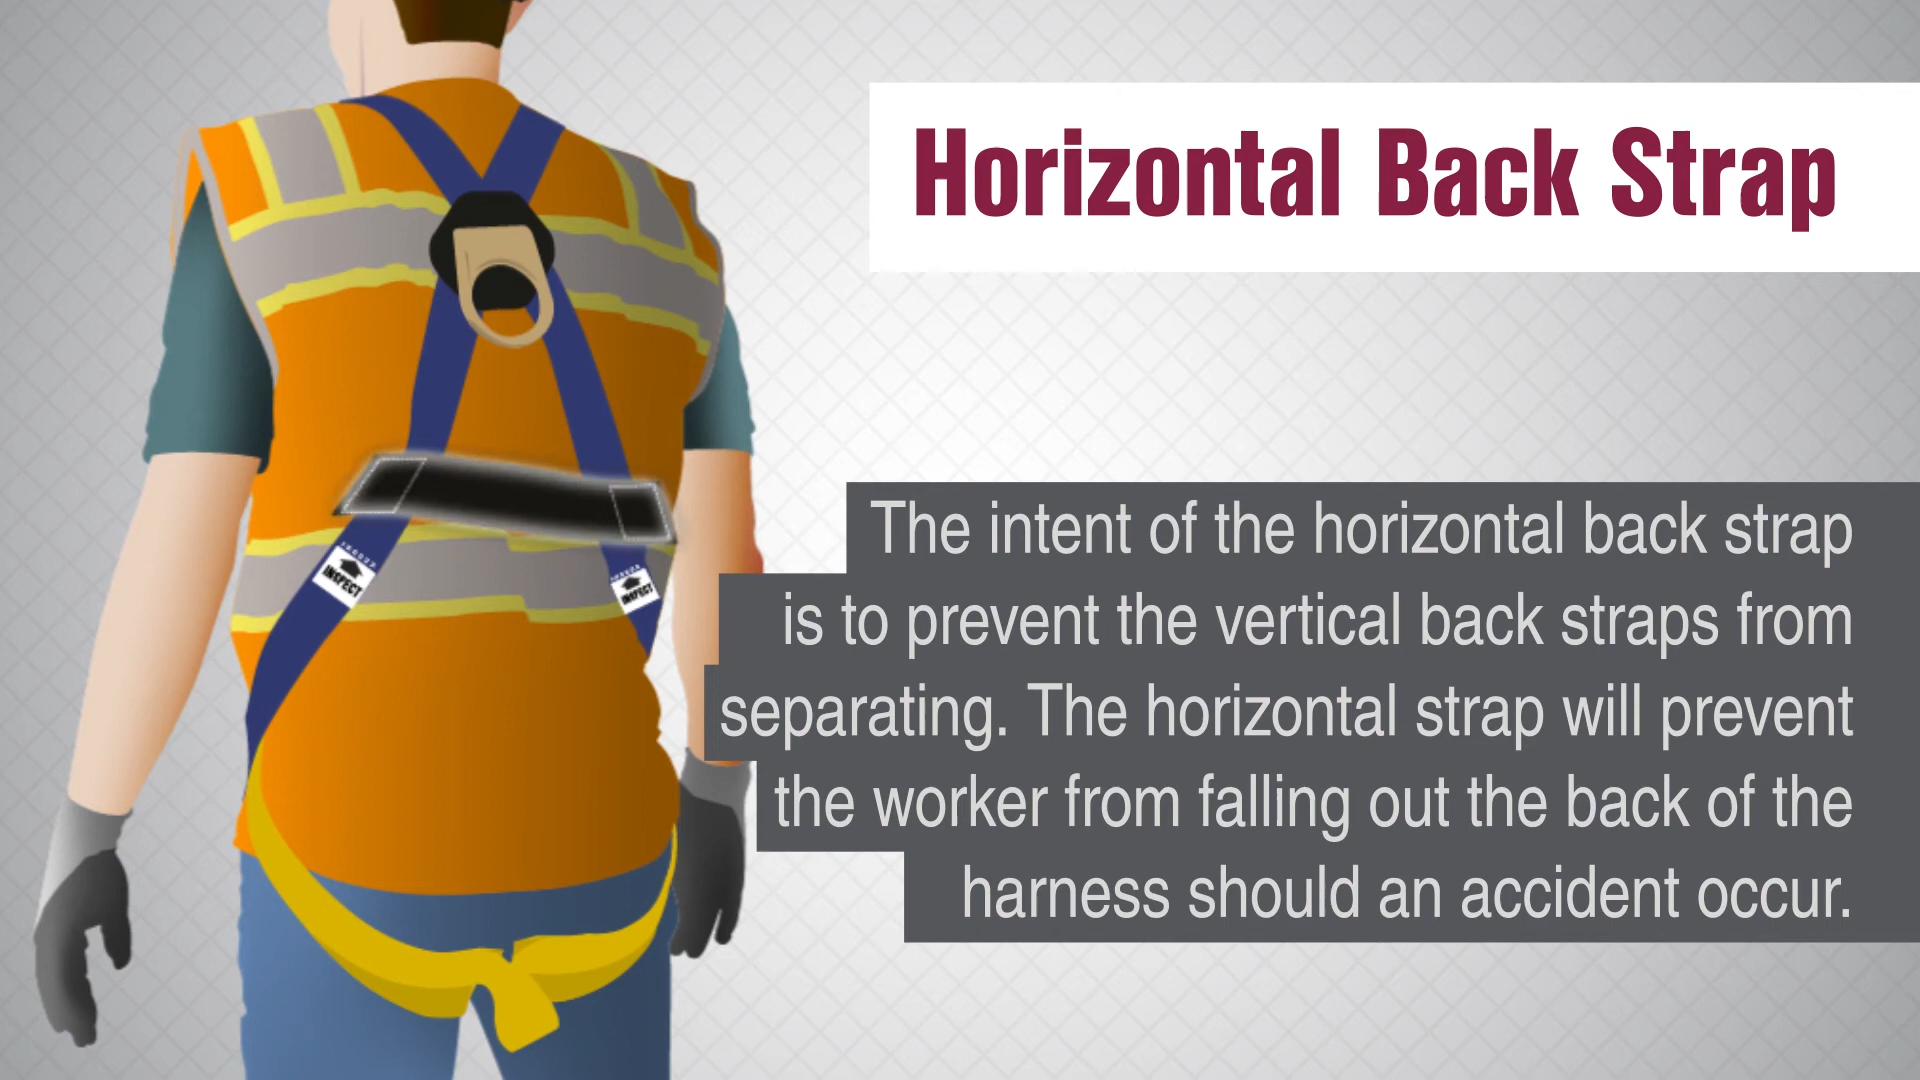 Horizontal Back Strap
The intent of the horizontal back strap
is to prevent the vertical back straps from
separating. The horizontal strap will prevent
the worker from falling out the back of the
harness should an accident occur.
INSPECT
INSPECT